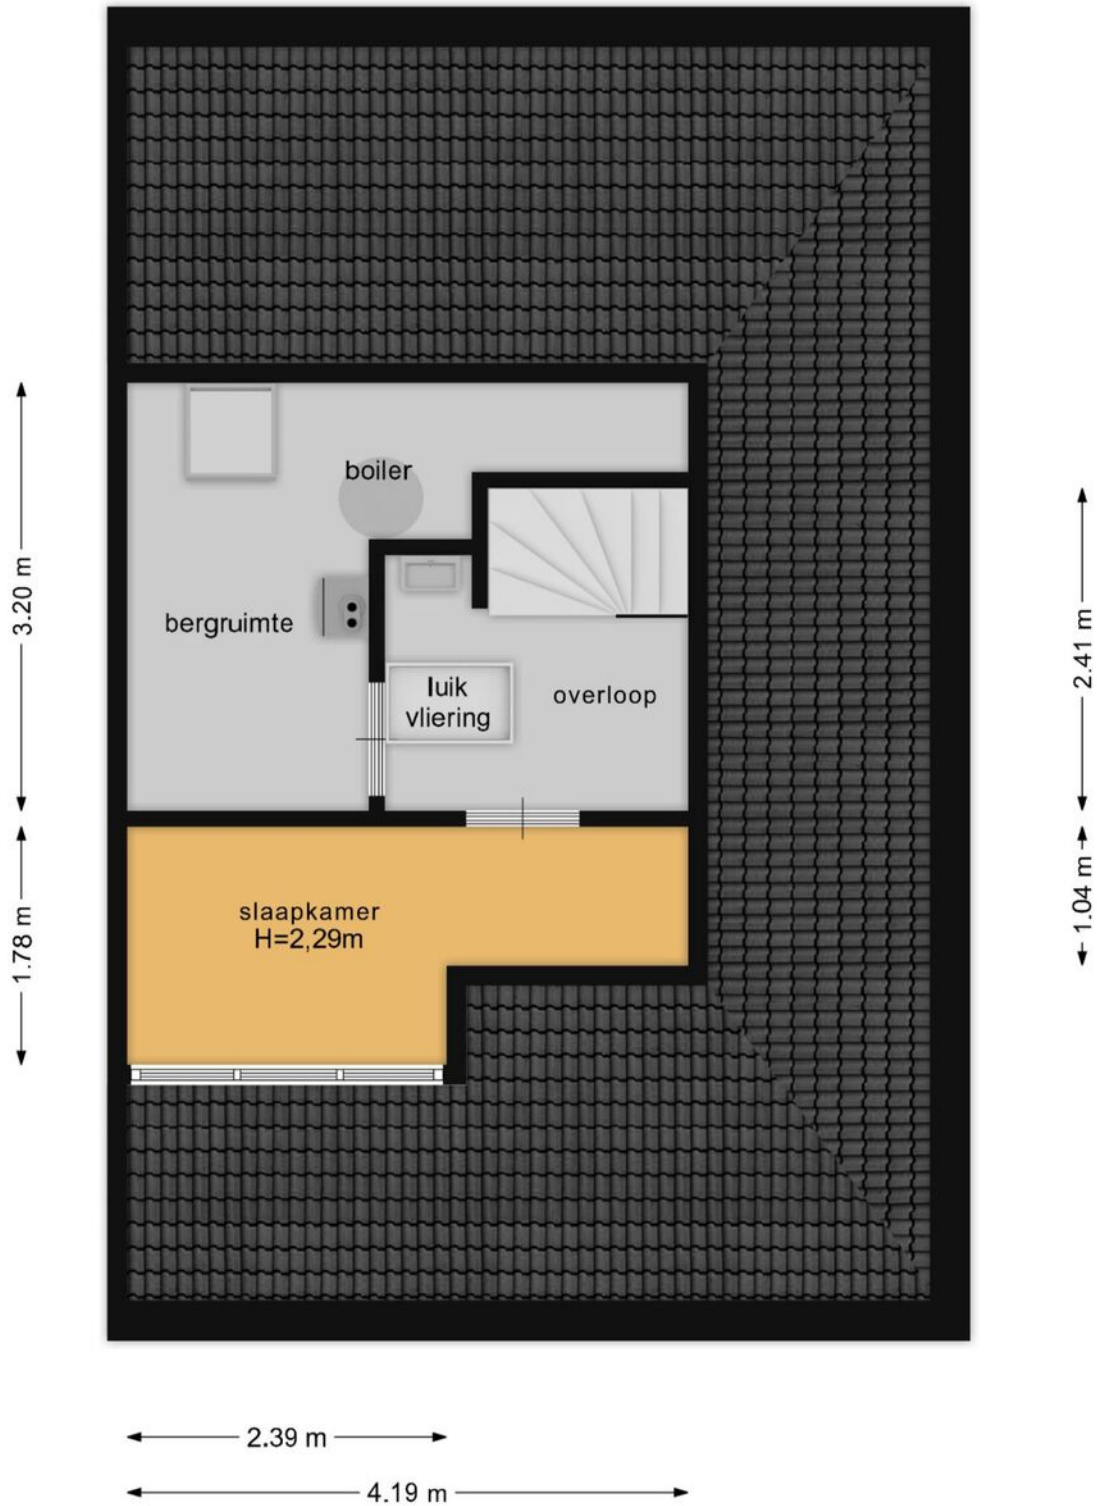 boiler
3.20 m
bergruimte
2.41 m
luik
vliering
overloop
slaapkamer
H=2,29m
1.78 m
1.04 m
2.39 m
4.19 m